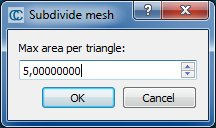 Subdivide mesh
Max area per triangle:
5,00000000
OK Cancel